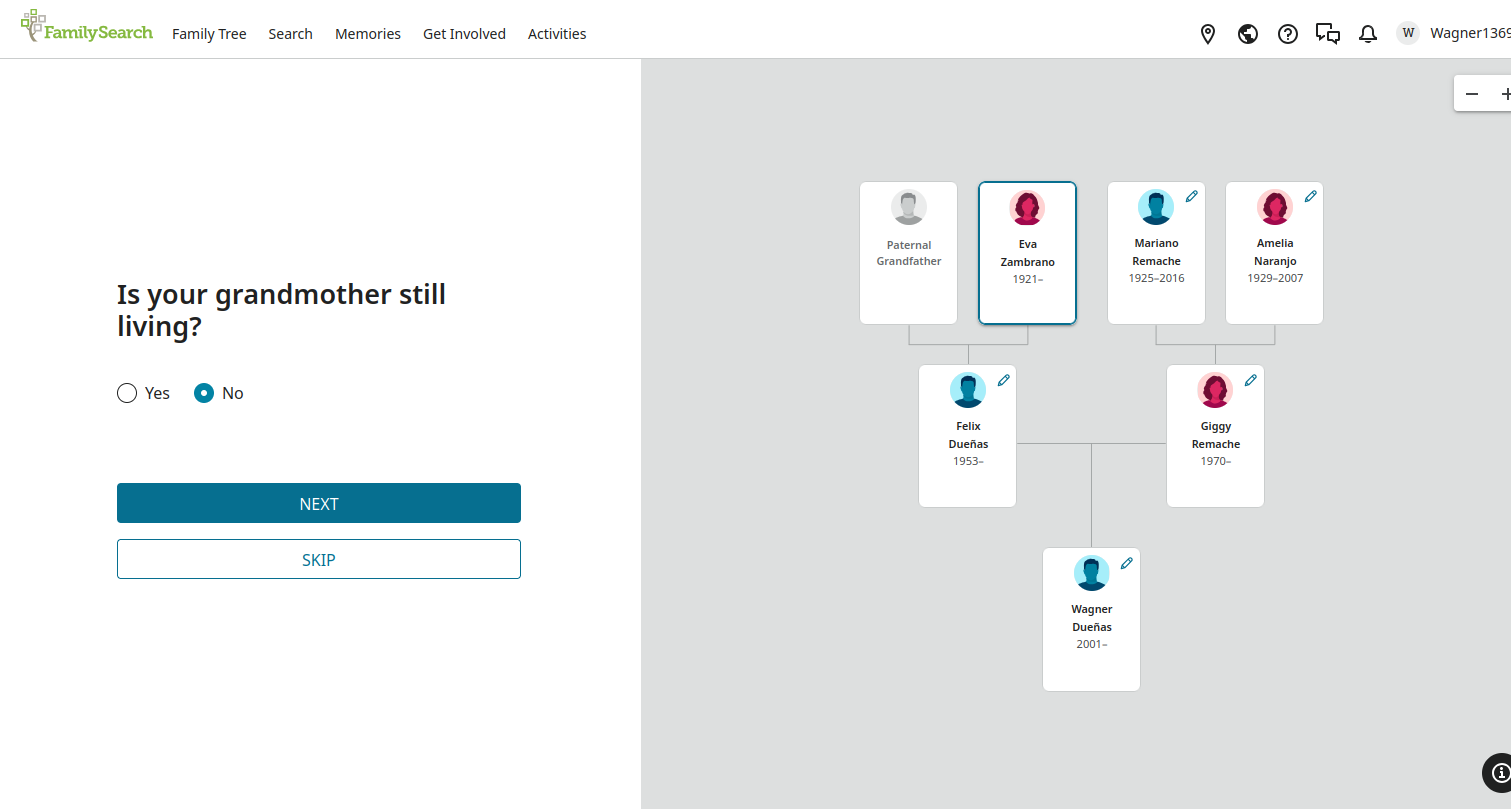 FamilySearch
Family Tree
Search
Memories
Get Involved
Activities
W
Wagner1369
Is your grandmother still
living?
Yes
No
NEXT
SKIP
Paternal
Grandfather
Eva
Zambrano
1921–
Mariano
Remache
1925–2016
Amelia
Naranjo
1929–2007
Felix
Dueñas
1953–
Giggy
Remache
1970–
Wagner
Dueñas
2001–